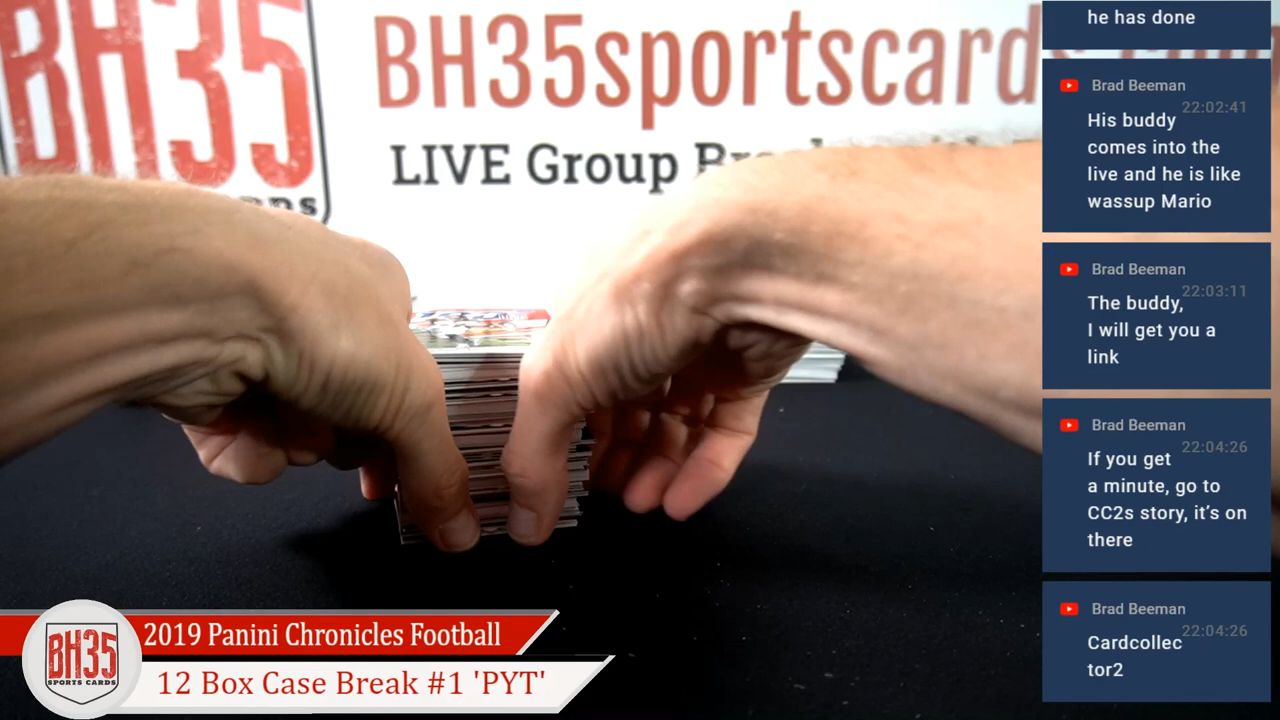 BH35
BH35sportscard
LIVE Group
he has done
Brad Beeman
22:02:41
His buddy
comes into the
live and he is like
wassup Mario
Brad Beeman
22:03:11
The buddy,
I will get you a
link
Brad Beeman
22:04:26
If you get
a minute, go to
CC2s story, it's on
there
Brad Beeman
22:04:26
Cardcollec
tor2
2019 Panini Chronicles Football
12 Box Case Break #1 'PYT'
BH35
SPORTS CARDS